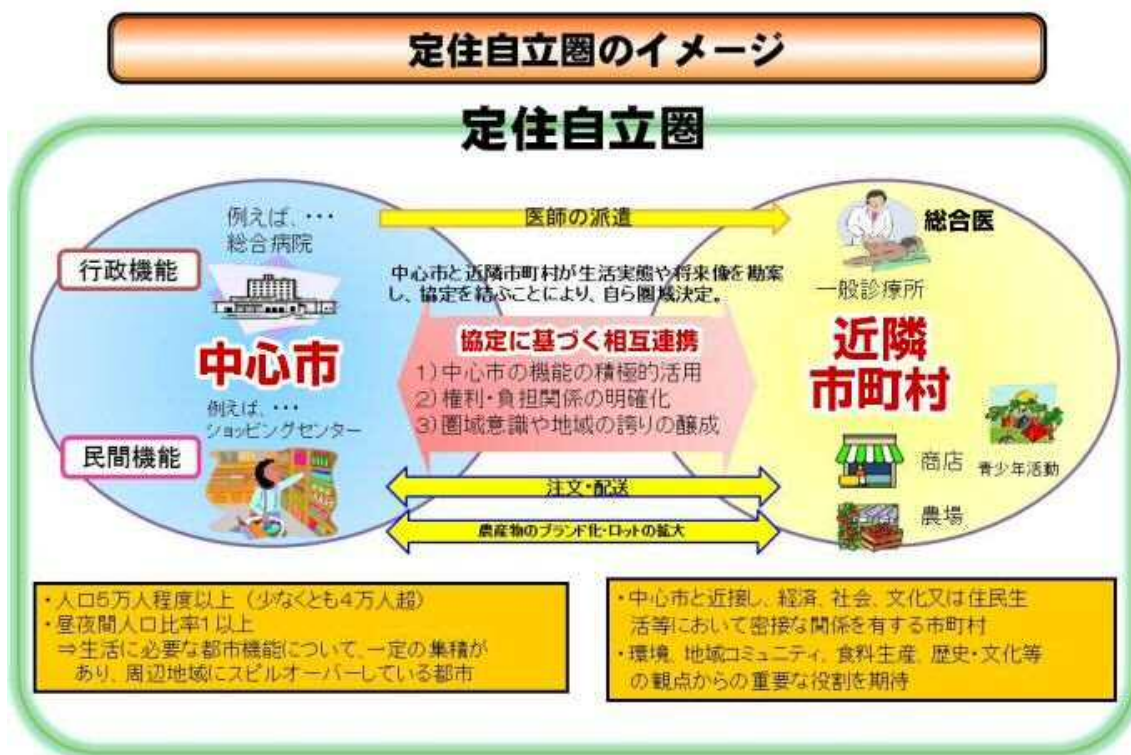 定住自立圏のイメージ
定住自立圏
例えば、・・・
総合病院
行政機能
中心市
例えば、・・・
ショッピングセンター
民間機能
医師の派遣
中心市と近隣市町村が生活実態や将来像を勘案
し、協定を結ぶことにより、自ら圏域決定。
協定に基づく相互連携
1)中心市の機能の積極的活用
2)権利・負担関係の明確化
3)圏域意識や地域の誇りの醸成
注文・配送
農産物のブランド化・ロットの拡大
総合医
一般診療所
近隣
市町村
商店
青少年活動
農場
・人口5万人程度以上（少なくとも4万人超）
・昼夜間人口比率1以上
⇒生活に必要な都市機能について、一定の集積が
あり、周辺地域にスピルオーバーしている都市
・中心市と近接し、経済、社会、文化又は住民生
活等において密接な関係を有する市町村
・環境、地域コミュニティ、食料生産、歴史・文化等
の観点からの重要な役割を期待